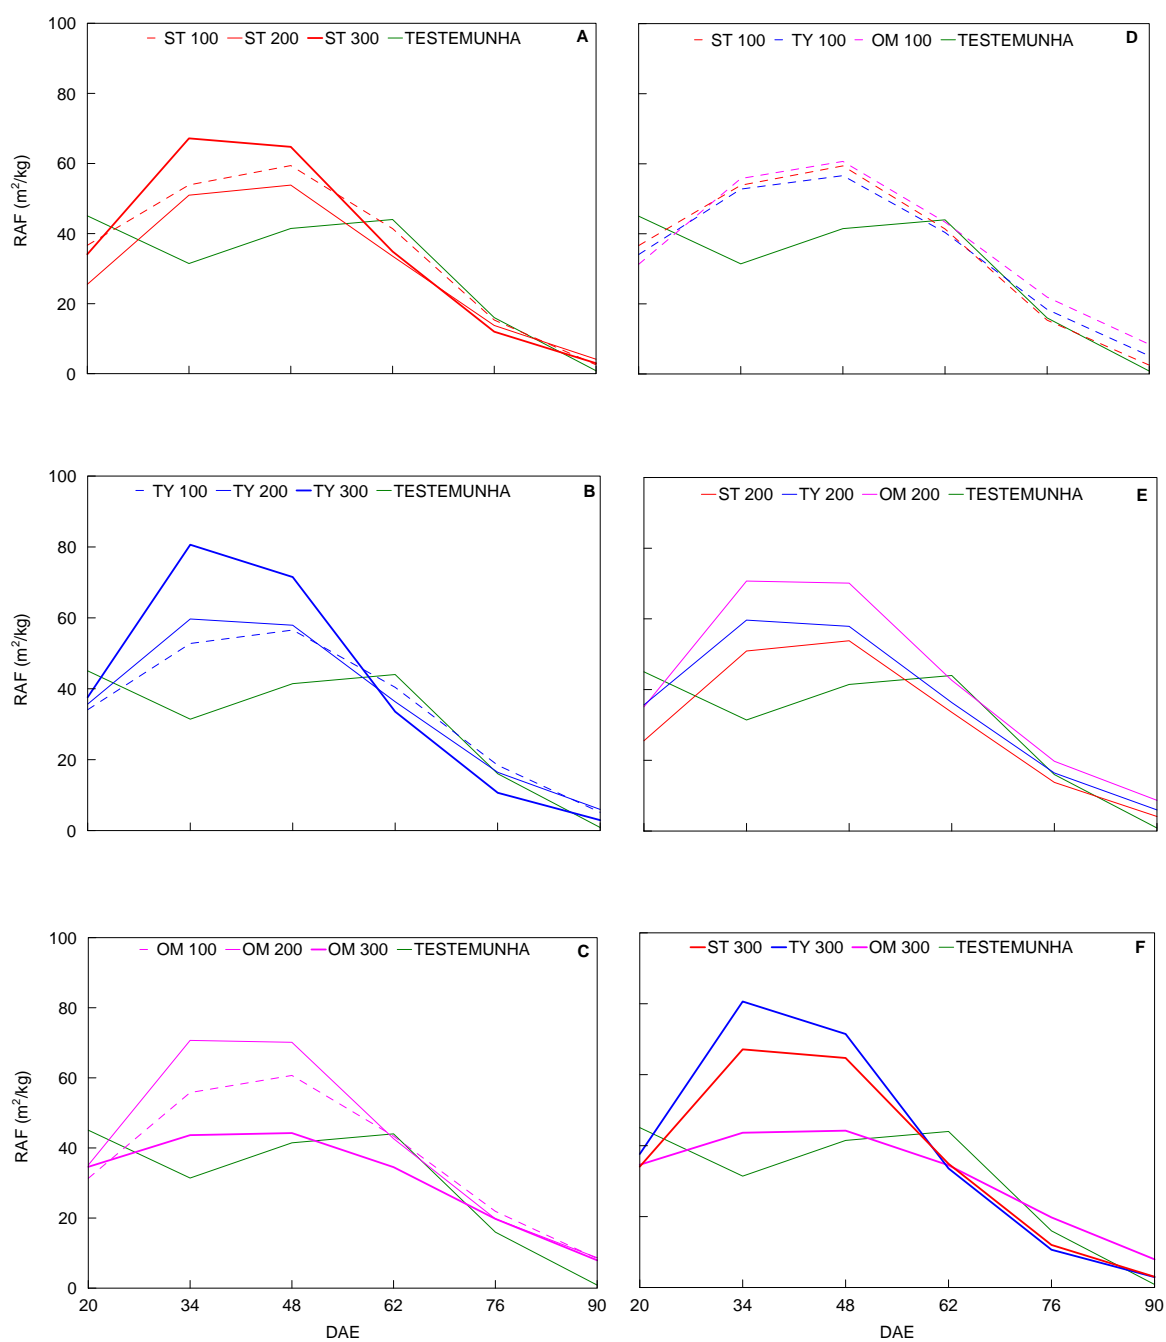 100
80
60
40
20
0
RAF (m²/kg)
ST 100 ST 200 ST 300 TESTEMUNHA A
ST 100 TY 100 OM 100 TESTEMUNHA D
100
80
60
40
20
0
RAF (m²/kg)
TY 100 TY 200 TY 300 TESTEMUNHA B
ST 200 TY 200 OM 200 TESTEMUNHA E
100
80
60
40
20
0
RAF (m²/kg)
OM 100 OM 200 OM 300 TESTEMUNHA C
20 34 48 62 76 90
DAE
ST 300 TY 300 OM 300 TESTEMUNHA F
20 34 48 62 76 90
DAE